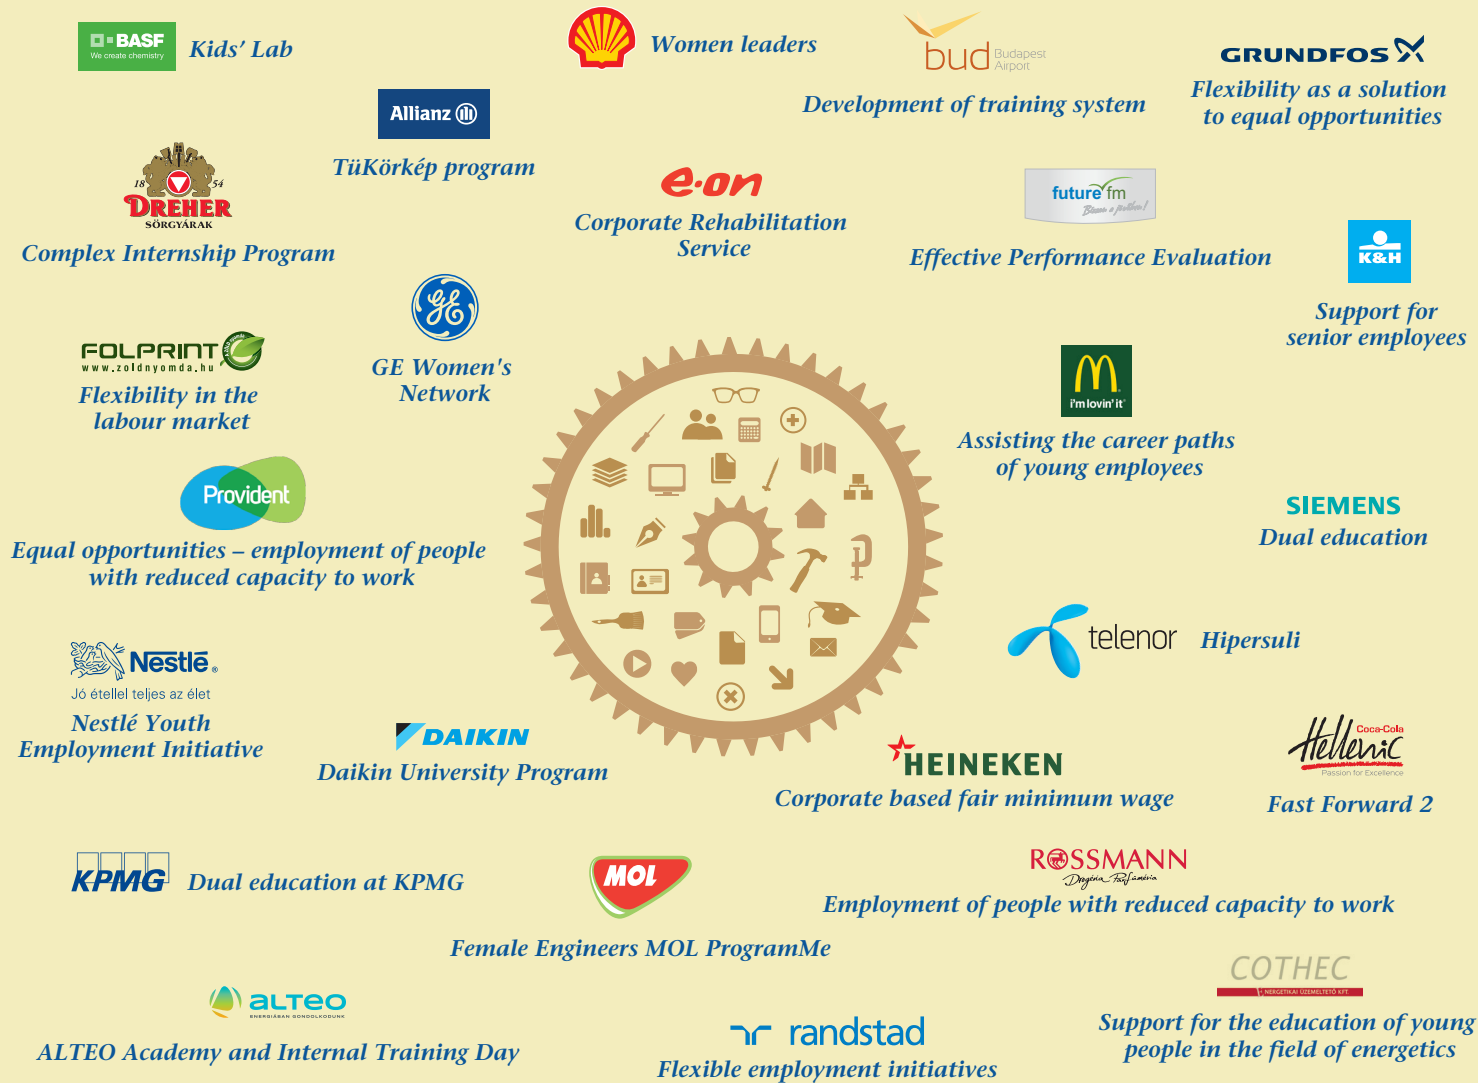 BASF
We create chemistry
Kids’ Lab
Women leaders
bud Budapest
Airport
Development of training system
GRUNDFOS
Flexibility as a solution
to equal opportunities
Allianz
TüKörkép program
18 54
DREHER
SÖRGYÁRAK
Complex Internship Program
e·on
Corporate Rehabilitation
Service
future fm
Effective Performance Evaluation
K&H
Support for
senior employees
GE
GE Women's
Network
FOLPRINT
www.zoldnyomda.hu
Flexibility in the
labour market
i'm lovin' it
Assisting the career paths
of young employees
Provident
Equal opportunities – employment of people
with reduced capacity to work
SIEMENS
Dual education
telenor
Hipersuli
Nestlé
Jó étellel teljes az élet
Nestlé Youth
Employment Initiative
DAIKIN
Daikin University Program
HEINEKEN
Corporate based fair minimum wage
Coca-Cola
Hellenic
Passion for Excellence
Fast Forward 2
KPMG
Dual education at KPMG
MOL
Female Engineers MOL ProgramMe
ROSSMANN
Drogéria Parfüméria
Employment of people with reduced capacity to work
ALTEO
ENERGIÁBAN GONDOLKODUNK
ALTEO Academy and Internal Training Day
randstad
Flexible employment initiatives
COTHEC
ENERGETIKAI ÜZEMELTETŐ KFT.
Support for the education of young
people in the field of energetics